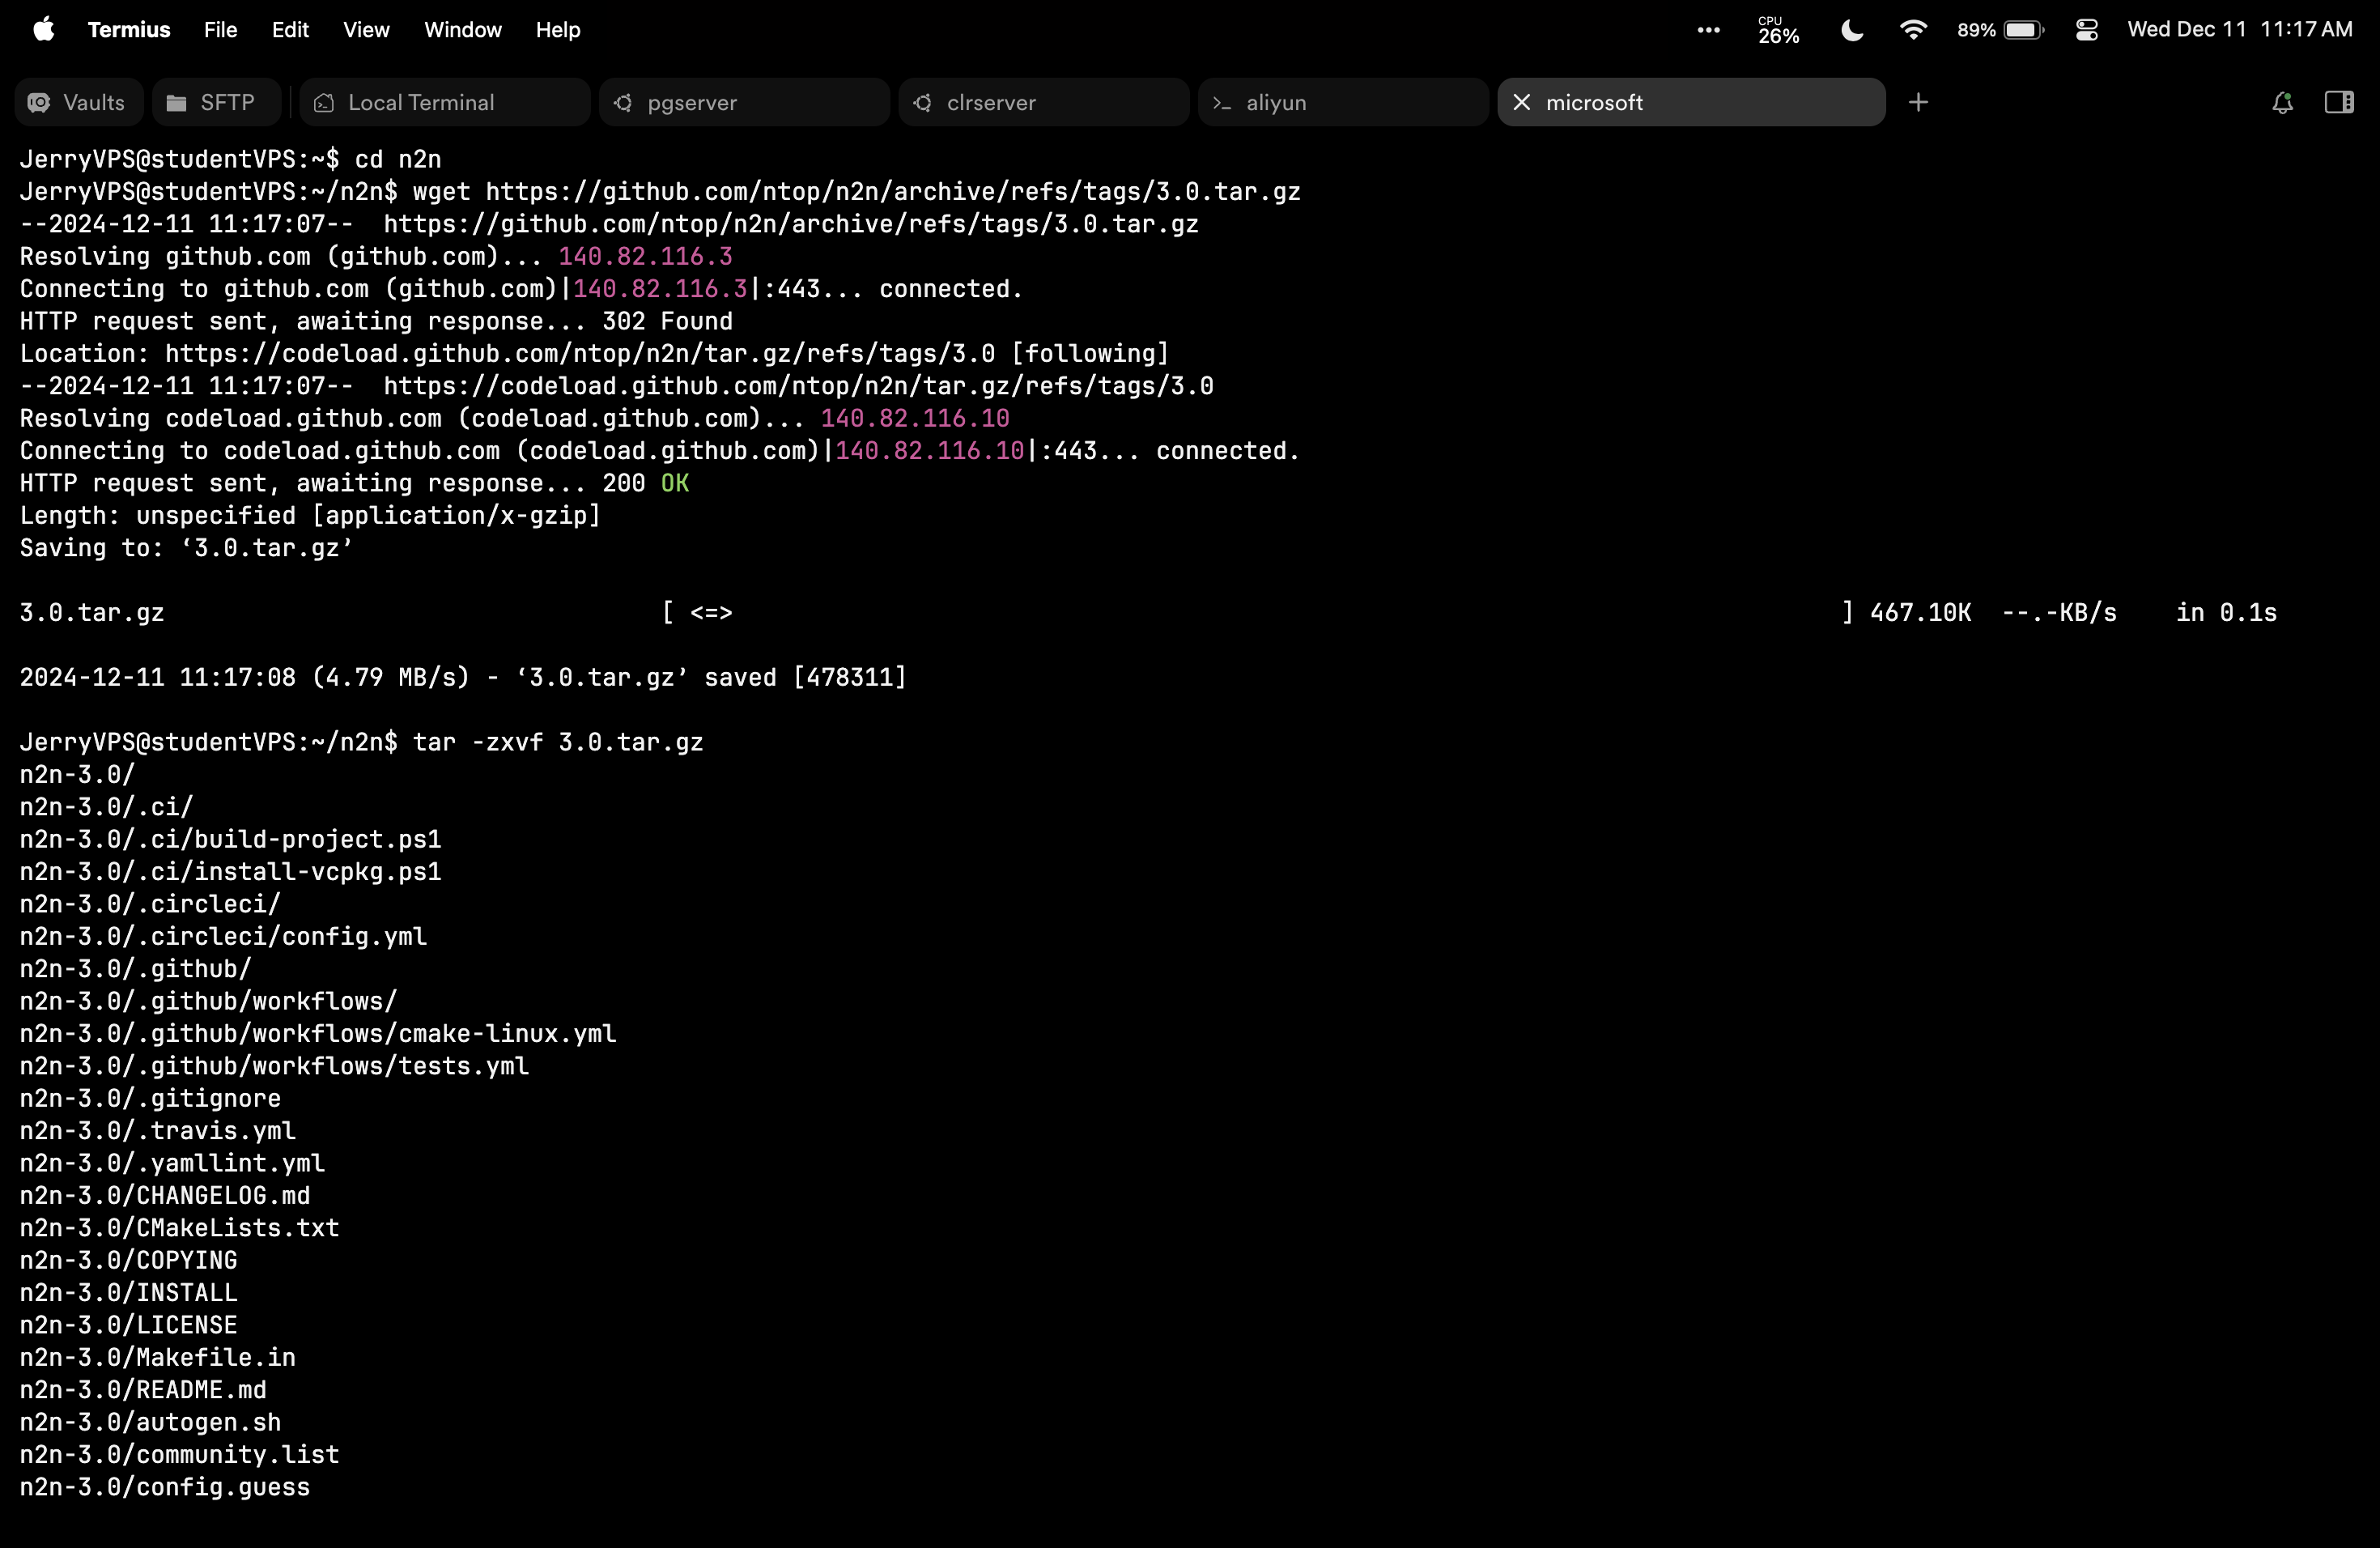 Termius File Edit View Window Help ••• CPU 26% 89% Wed Dec 11 11:17 AM
Vaults SFTP Local Terminal pgserver clrserver aliyun microsoft
JerryVPS@studentVPS:~$ cd n2n
JerryVPS@studentVPS:~/n2n$ wget https://github.com/ntop/n2n/archive/refs/tags/3.0.tar.gz
--2024-12-11 11:17:07--  https://github.com/ntop/n2n/archive/refs/tags/3.0.tar.gz
Resolving github.com (github.com)... 140.82.116.3
Connecting to github.com (github.com)|140.82.116.3|:443... connected.
HTTP request sent, awaiting response... 302 Found
Location: https://codeload.github.com/ntop/n2n/tar.gz/refs/tags/3.0 [following]
--2024-12-11 11:17:07--  https://codeload.github.com/ntop/n2n/tar.gz/refs/tags/3.0
Resolving codeload.github.com (codeload.github.com)... 140.82.116.10
Connecting to codeload.github.com (codeload.github.com)|140.82.116.10|:443... connected.
HTTP request sent, awaiting response... 200 OK
Length: unspecified [application/x-gzip]
Saving to: ‘3.0.tar.gz’
3.0.tar.gz [ <=> ] 467.10K --.-KB/s in 0.1s
2024-12-11 11:17:08 (4.79 MB/s) - ‘3.0.tar.gz’ saved [478311]
JerryVPS@studentVPS:~/n2n$ tar -zxvf 3.0.tar.gz
n2n-3.0/
n2n-3.0/.ci/
n2n-3.0/.ci/build-project.ps1
n2n-3.0/.ci/install-vcpkg.ps1
n2n-3.0/.circleci/
n2n-3.0/.circleci/config.yml
n2n-3.0/.github/
n2n-3.0/.github/workflows/
n2n-3.0/.github/workflows/cmake-linux.yml
n2n-3.0/.github/workflows/tests.yml
n2n-3.0/.gitignore
n2n-3.0/.travis.yml
n2n-3.0/.yamllint.yml
n2n-3.0/CHANGELOG.md
n2n-3.0/CMakeLists.txt
n2n-3.0/COPYING
n2n-3.0/INSTALL
n2n-3.0/LICENSE
n2n-3.0/Makefile.in
n2n-3.0/README.md
n2n-3.0/autogen.sh
n2n-3.0/community.list
n2n-3.0/config.guess